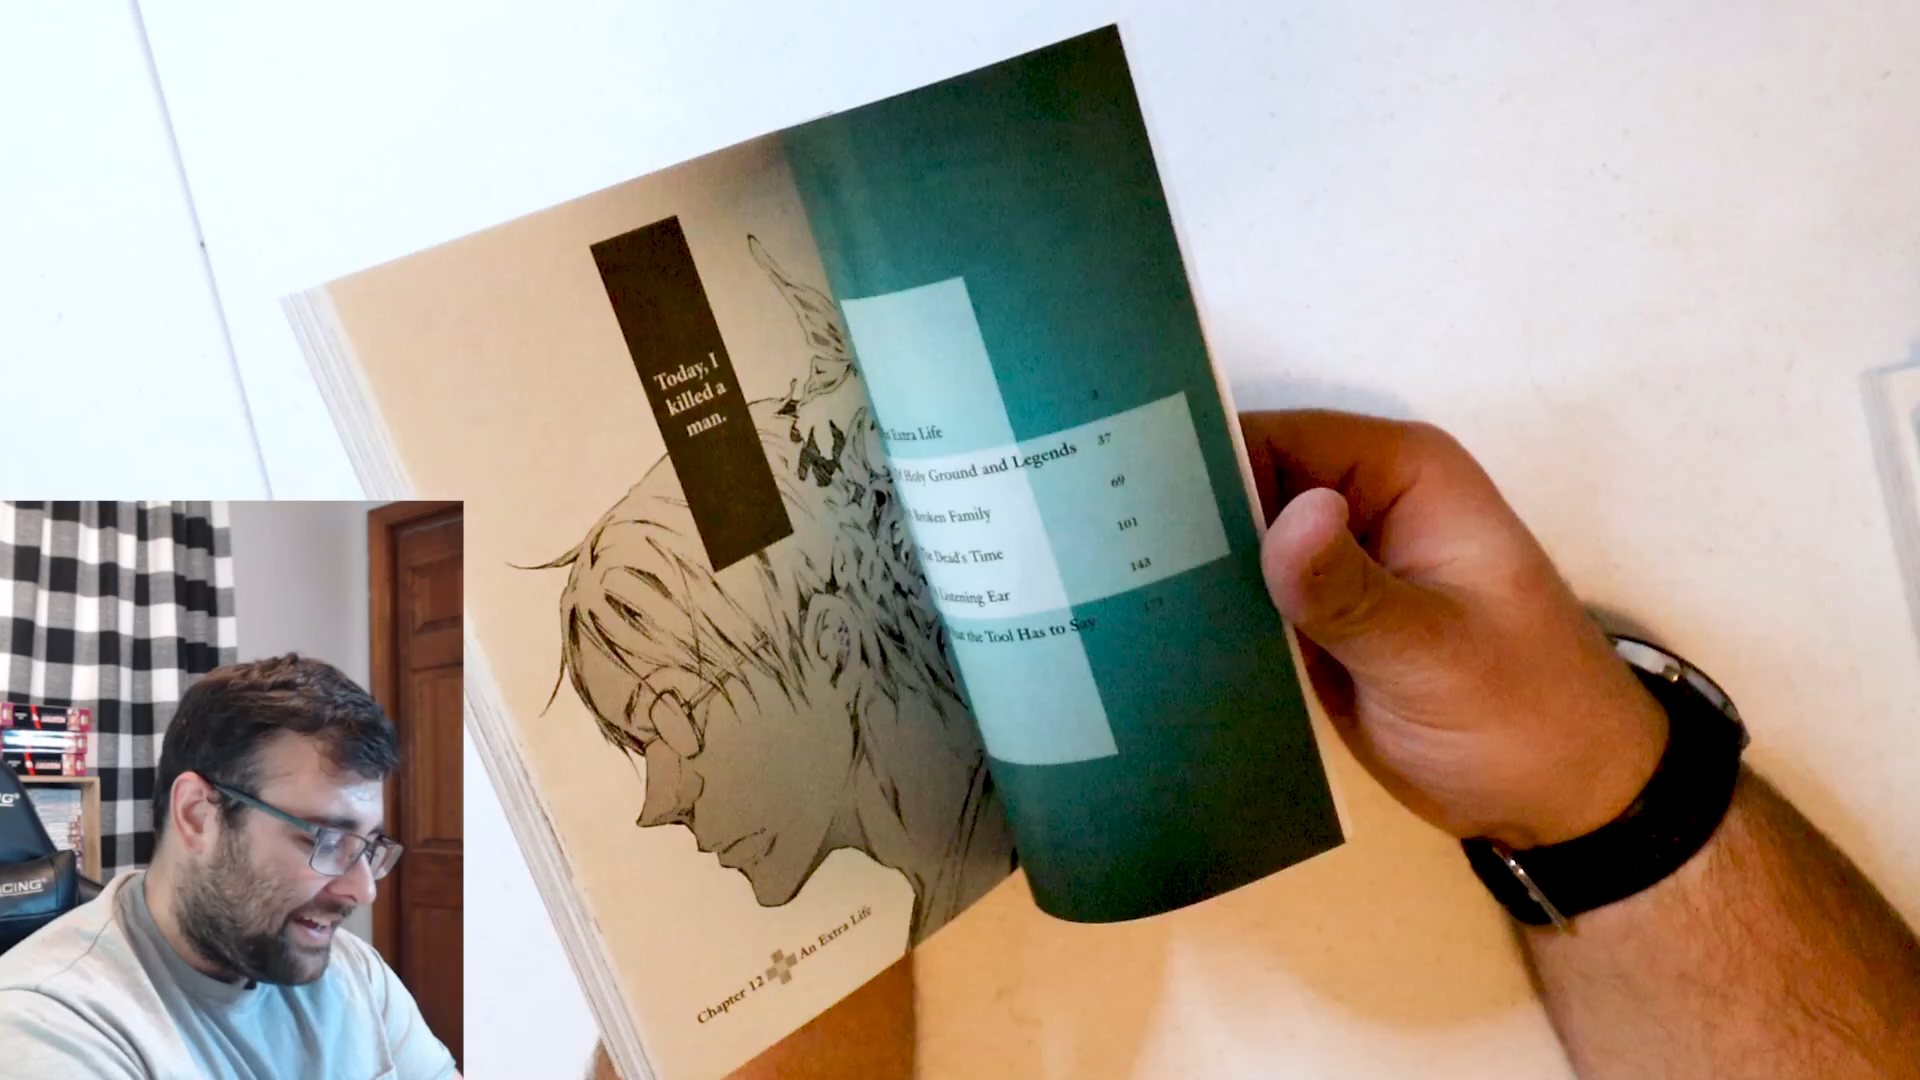 Today, I
killed a
man.
Chapter 12 An Extra Life
3
Extra Life
37
Holy Ground and Legends
69
Broken Family
101
The Dead's Time
143
Listening Ear
173
the Tool Has to Say